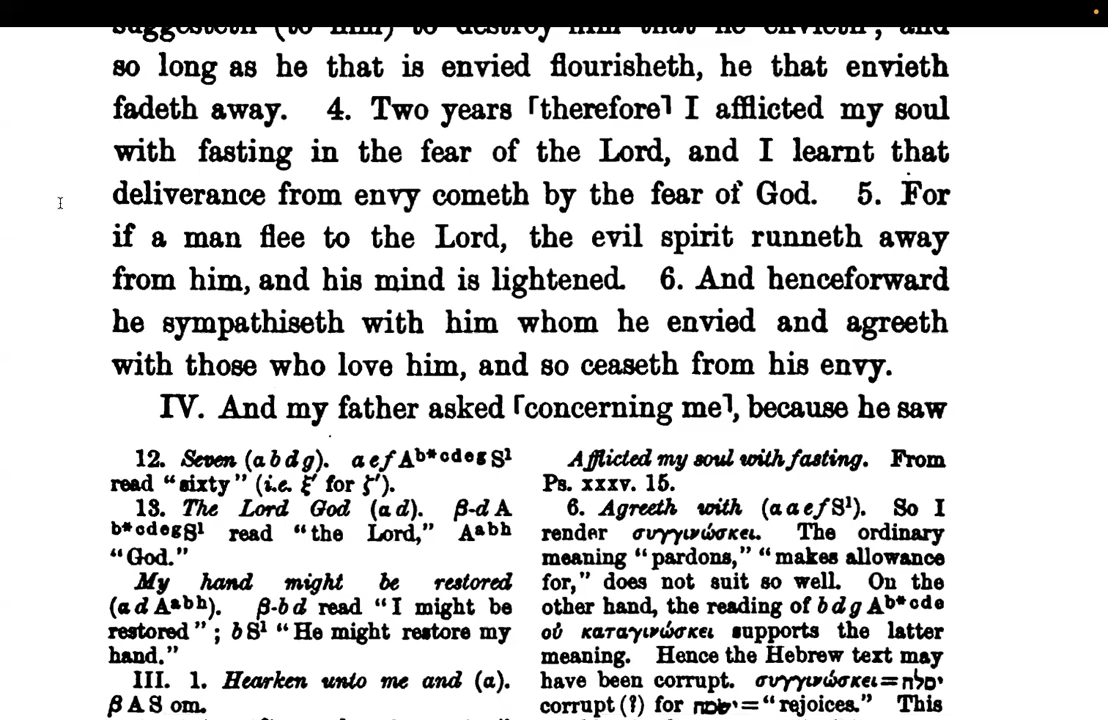 suggesteth (to him) to destroy him that he envieth; and
so long as he that is envied flourisheth, he that envieth
fadeth away. 4. Two years ⌜therefore⌝ I afflicted my soul
with fasting in the fear of the Lord, and I learnt that
deliverance from envy cometh by the fear of God. 5. For
if a man flee to the Lord, the evil spirit runneth away
from him, and his mind is lightened. 6. And henceforward
he sympathiseth with him whom he envied and agreeth
with those who love him, and so ceaseth from his envy.
IV. And my father asked ⌜concerning me⌝, because he saw
12. Seven (a b d g). a e f Aᵇ*ᶜᵈᵉᵍ S¹
read "sixty" (i.e. ξ′ for ζ′).
13. The Lord God (a d). β-d A
b*cdeg S¹ read "the Lord," Aᵃᵇʰ
"God."
My hand might be restored
(a d Aᵃᵇʰ). β-b d read "I might be
restored"; b S¹ "He might restore my
hand."
III. 1. Hearken unto me and (a).
β A S om.
Afflicted my soul with fasting. From
Ps. xxxv. 15.
6. Agreeth with (a a e f S¹). So I
render συγγινώσκει. The ordinary
meaning "pardons," "makes allowance
for," does not suit so well. On the
other hand, the reading of b d g Aᵇ*ᶜᵈᵉ
οὐ καταγινώσκει supports the latter
meaning. Hence the Hebrew text may
have been corrupt. συγγινώσκει=יסלח
corrupt (?) for ישמח="rejoices." This